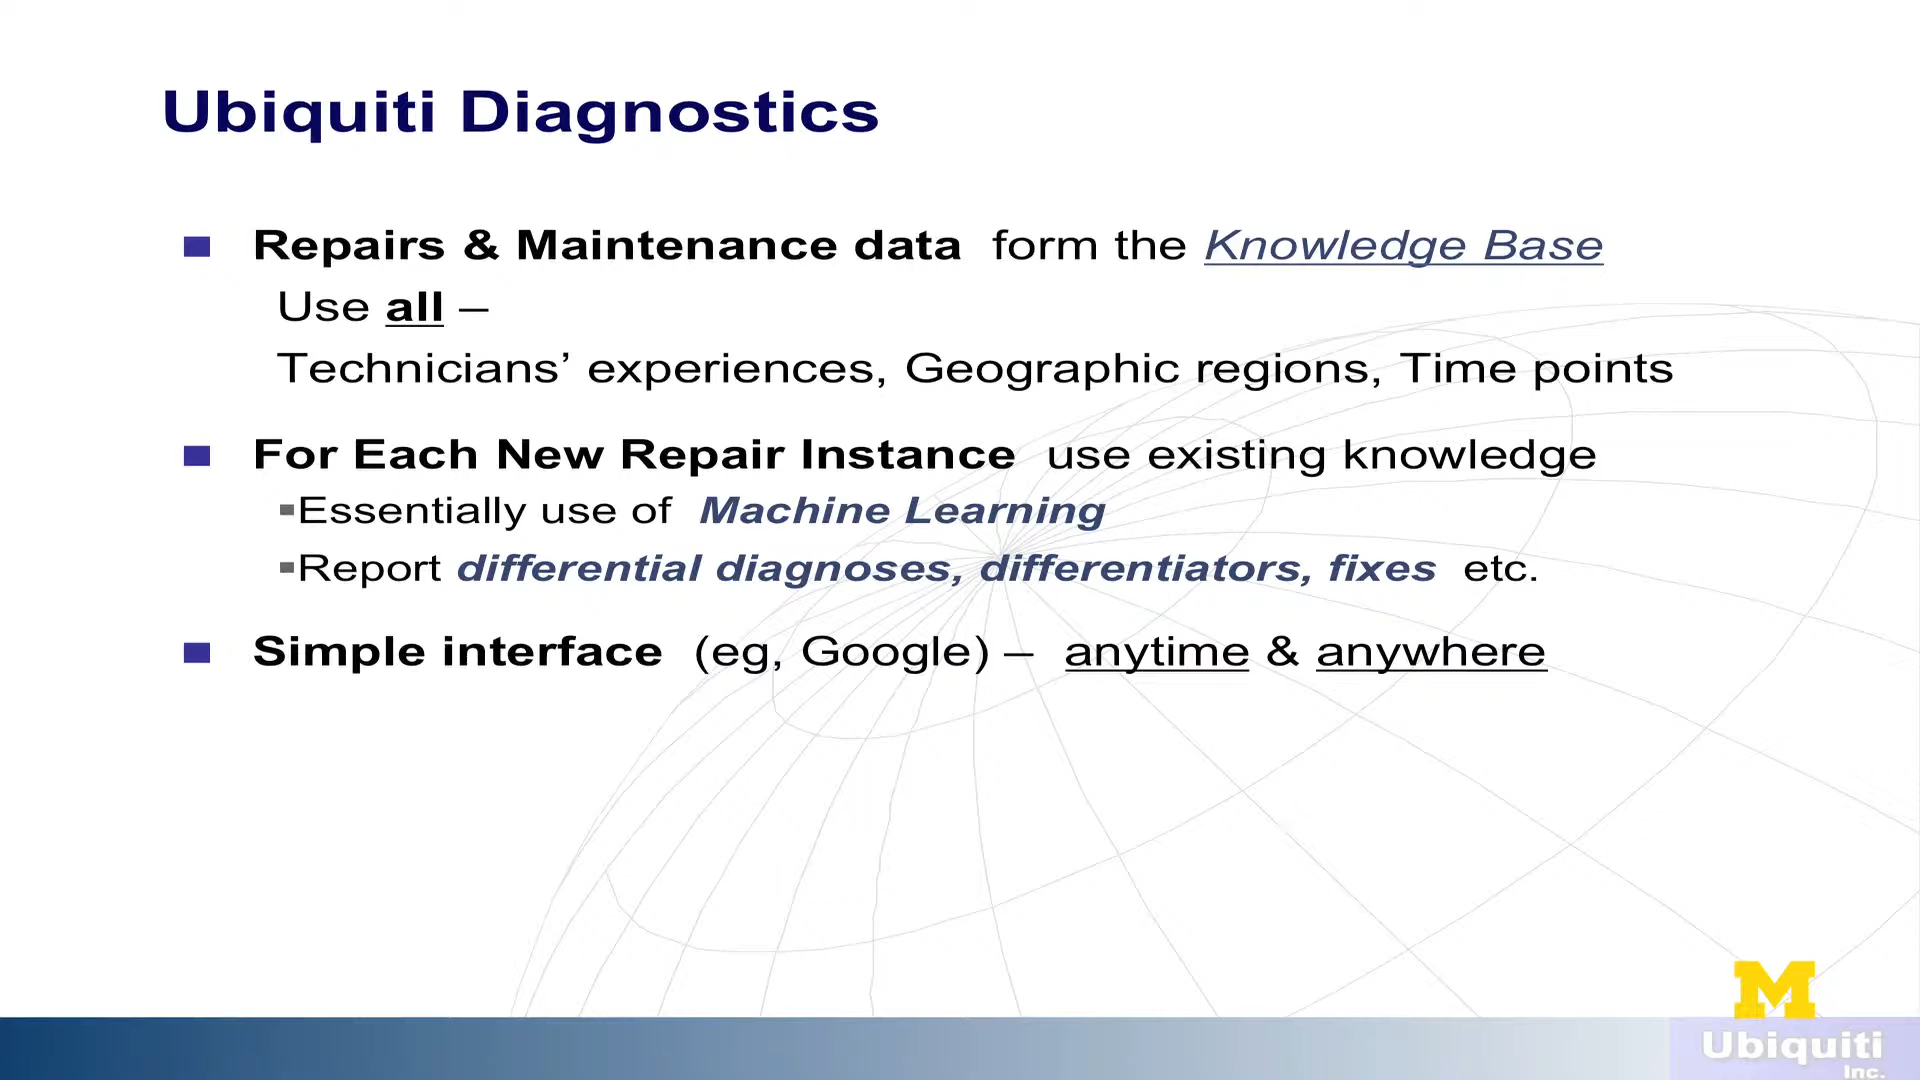 Ubiquiti Diagnostics
Repairs & Maintenance data form the Knowledge Base
Use all –
Technicians’ experiences, Geographic regions, Time points
For Each New Repair Instance use existing knowledge
Essentially use of Machine Learning
Report differential diagnoses, differentiators, fixes etc.
Simple interface (eg, Google) – anytime & anywhere
M
Ubiquiti
Inc.